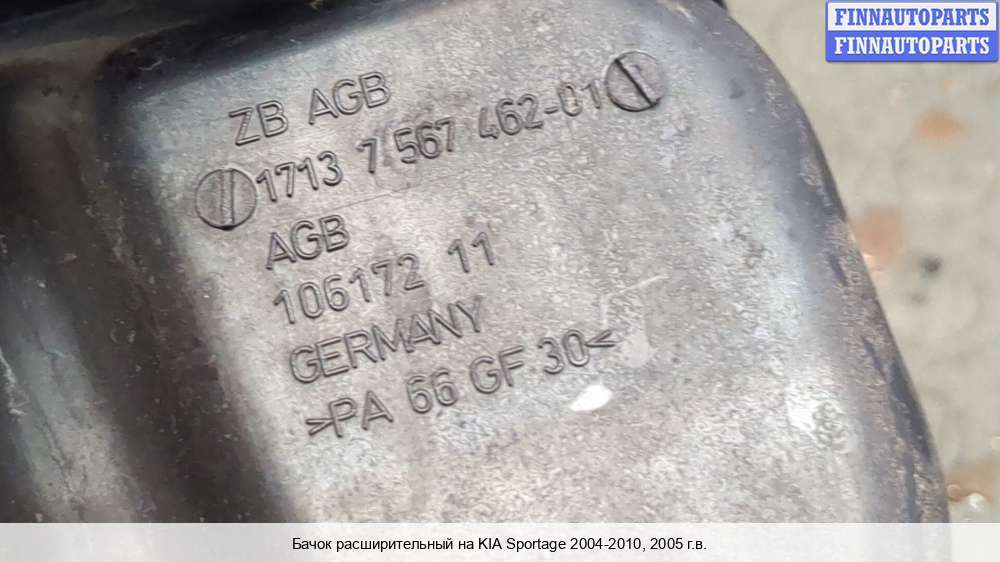 FINNAUTOPARTS
FINNAUTOPARTS
ZB AGB
1713 7 567 462-01
AGB
106172 11
GERMANY
>PA 66 GF 30<
Бачок расширительный на KIA Sportage 2004-2010, 2005 г.в.